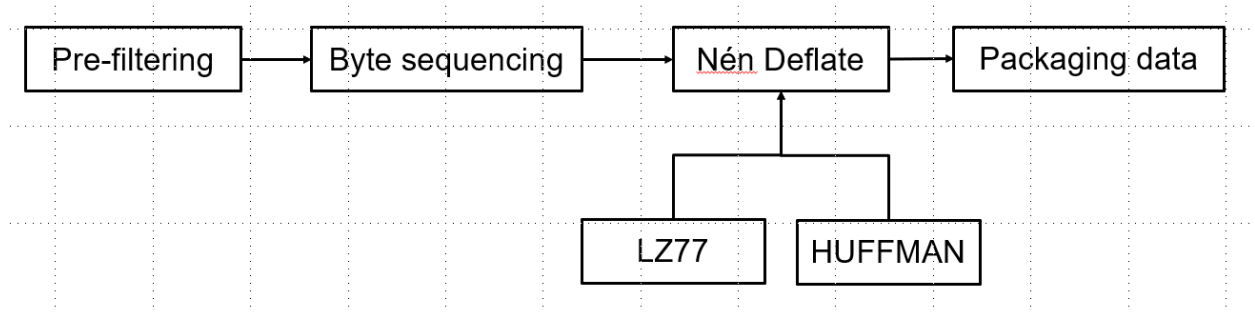 Pre-filtering
Byte sequencing
Nén Deflate
Packaging data
LZ77
HUFFMAN